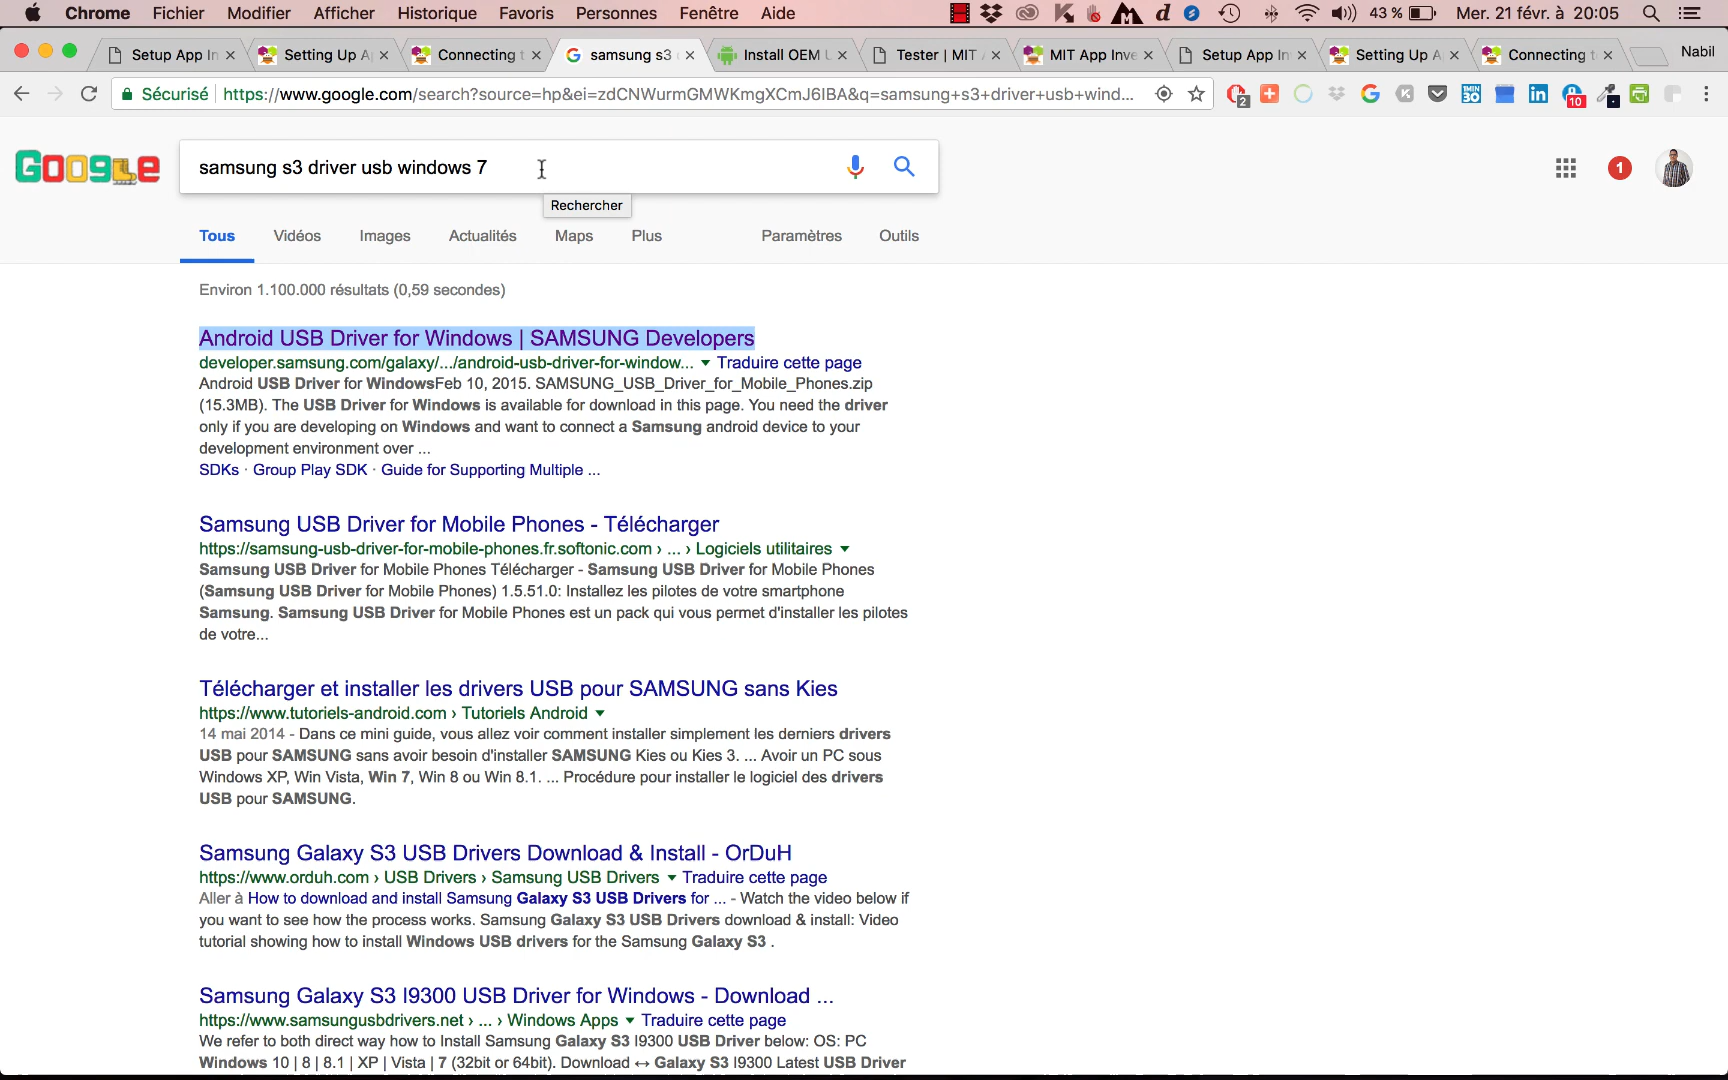 Chrome Fichier Modifier Afficher Historique Favoris Personnes Fenêtre Aide 43 % Mer. 21 févr. à 20:05
Setup App In Setting Up A Connecting t samsung s3 Install OEM Tester | MIT MIT App Inve Setup App In Setting Up A Connecting t Nabil
Sécurisé https://www.google.com/search?source=hp&ei=zdCNWurmGMWKmgXCmJ6IBA&q=samsung+s3+driver+usb+wind...
2 1MIN 30 10
Google samsung s3 driver usb windows 7 1
Rechercher
Tous Vidéos Images Actualités Maps Plus Paramètres Outils
Environ 1.100.000 résultats (0,59 secondes)
Android USB Driver for Windows | SAMSUNG Developers
developer.samsung.com/galaxy/.../android-usb-driver-for-window... Traduire cette page
Android USB Driver for WindowsFeb 10, 2015. SAMSUNG_USB_Driver_for_Mobile_Phones.zip
(15.3MB). The USB Driver for Windows is available for download in this page. You need the driver
only if you are developing on Windows and want to connect a Samsung android device to your
development environment over ...
SDKs · Group Play SDK · Guide for Supporting Multiple ...
Samsung USB Driver for Mobile Phones - Télécharger
https://samsung-usb-driver-for-mobile-phones.fr.softonic.com › ... › Logiciels utilitaires
Samsung USB Driver for Mobile Phones Télécharger - Samsung USB Driver for Mobile Phones
(Samsung USB Driver for Mobile Phones) 1.5.51.0: Installez les pilotes de votre smartphone
Samsung. Samsung USB Driver for Mobile Phones est un pack qui vous permet d'installer les pilotes
de votre...
Télécharger et installer les drivers USB pour SAMSUNG sans Kies
https://www.tutoriels-android.com › Tutoriels Android
14 mai 2014 - Dans ce mini guide, vous allez voir comment installer simplement les derniers drivers
USB pour SAMSUNG sans avoir besoin d'installer SAMSUNG Kies ou Kies 3. ... Avoir un PC sous
Windows XP, Win Vista, Win 7, Win 8 ou Win 8.1. ... Procédure pour installer le logiciel des drivers
USB pour SAMSUNG.
Samsung Galaxy S3 USB Drivers Download & Install - OrDuH
https://www.orduh.com › USB Drivers › Samsung USB Drivers Traduire cette page
Aller à How to download and install Samsung Galaxy S3 USB Drivers for ... - Watch the video below if
you want to see how the process works. Samsung Galaxy S3 USB Drivers download & install: Video
tutorial showing how to install Windows USB drivers for the Samsung Galaxy S3 .
Samsung Galaxy S3 I9300 USB Driver for Windows - Download ...
https://www.samsungusbdrivers.net › ... › Windows Apps Traduire cette page
We refer to both direct way how to Install Samsung Galaxy S3 I9300 USB Driver below: OS: PC
Windows 10 | 8 | 8.1 | XP | Vista | 7 (32bit or 64bit). Download ↔ Galaxy S3 I9300 Latest USB Driver